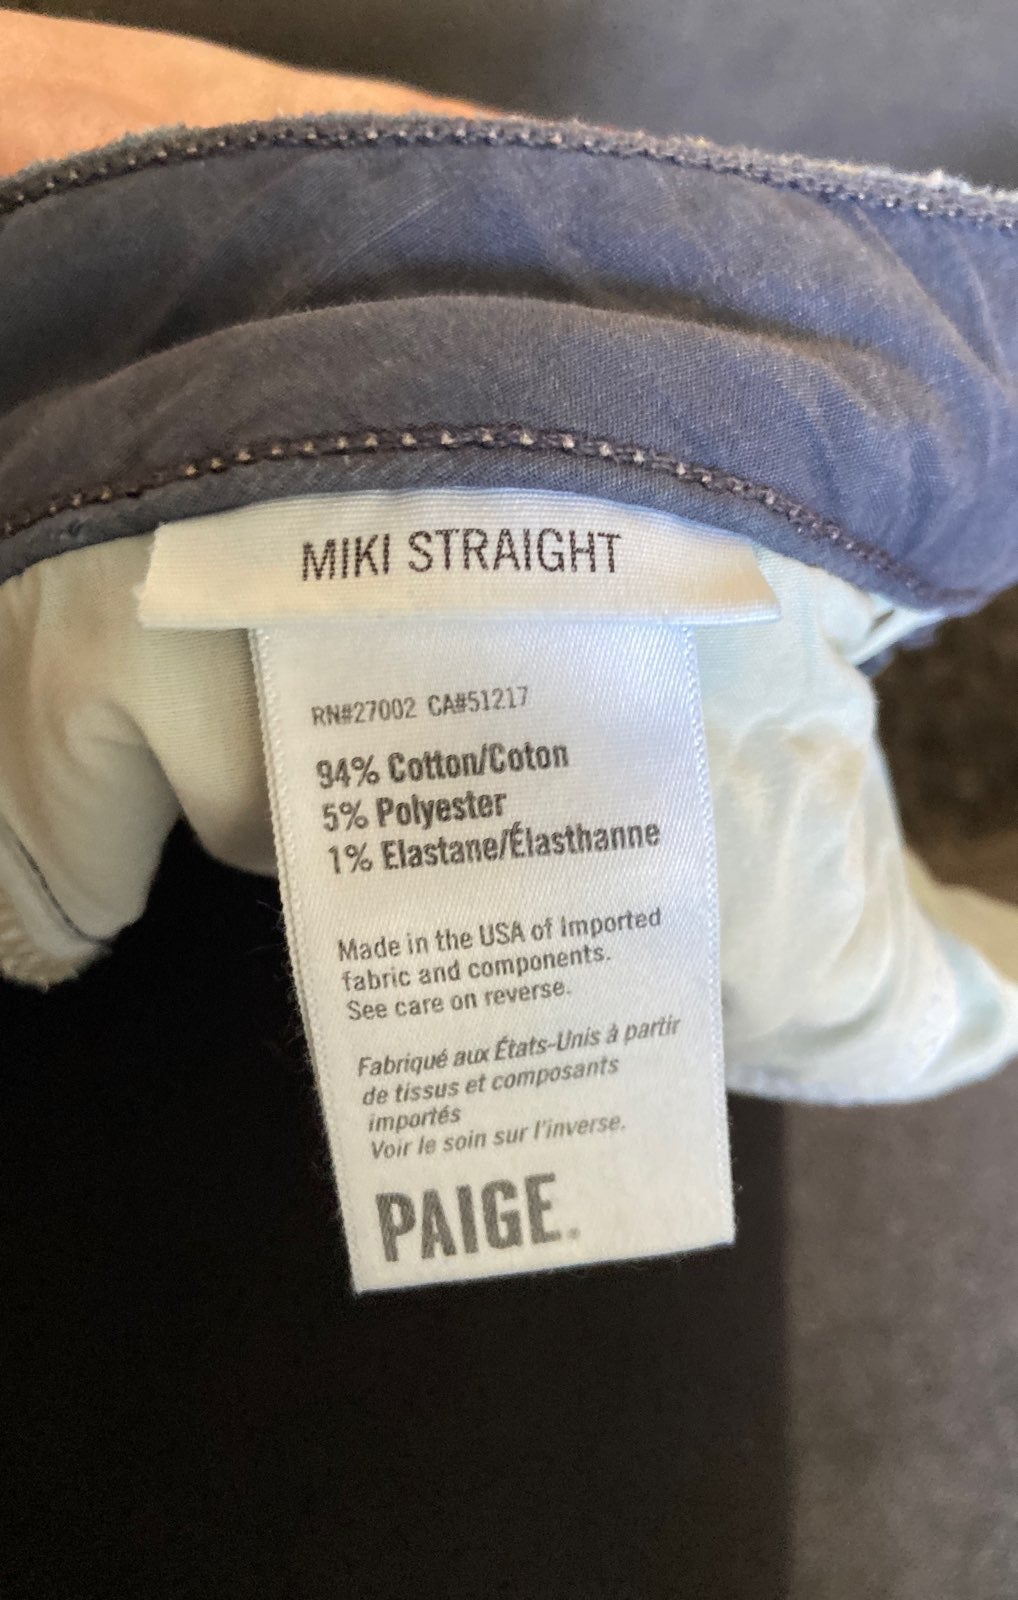 MIKI STRAIGHT
RN#27002 CA#51217
94% Cotton/Coton
5% Polyester
1% Elastane/Élasthanne
Made in the USA of Imported
fabric and components.
See care on reverse.
Fabriqué aux États-Unis à partir
de tissus et composants
importés
Voir le soin sur l'inverse.
PAIGE.